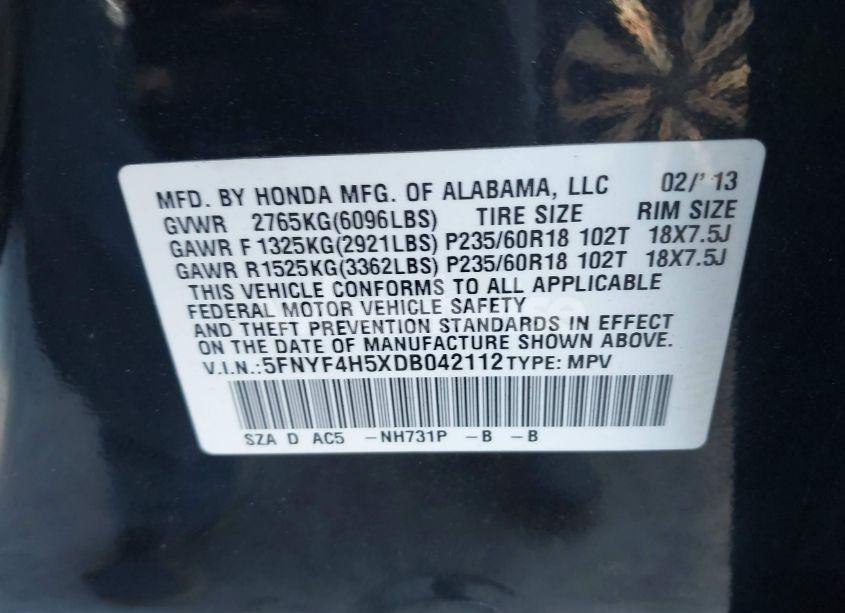 MFD. BY HONDA MFG. OF ALABAMA, LLC 02/'13
GVWR 2765KG(6096LBS) TIRE SIZE RIM SIZE
GAWR F 1325KG(2921LBS) P235/60R18 102T 18X7.5J
GAWR R1525KG(3362LBS) P235/60R18 102T 18X7.5J
THIS VEHICLE CONFORMS TO ALL APPLICABLE
FEDERAL MOTOR VEHICLE SAFETY
AND THEFT PREVENTION STANDARDS IN EFFECT
ON THE DATE OF MANUFACTURE SHOWN ABOVE.
V.I.N.: 5FNYF4H5XDB042112 TYPE: MPV
SZA D AC5 -NH731P -B -B